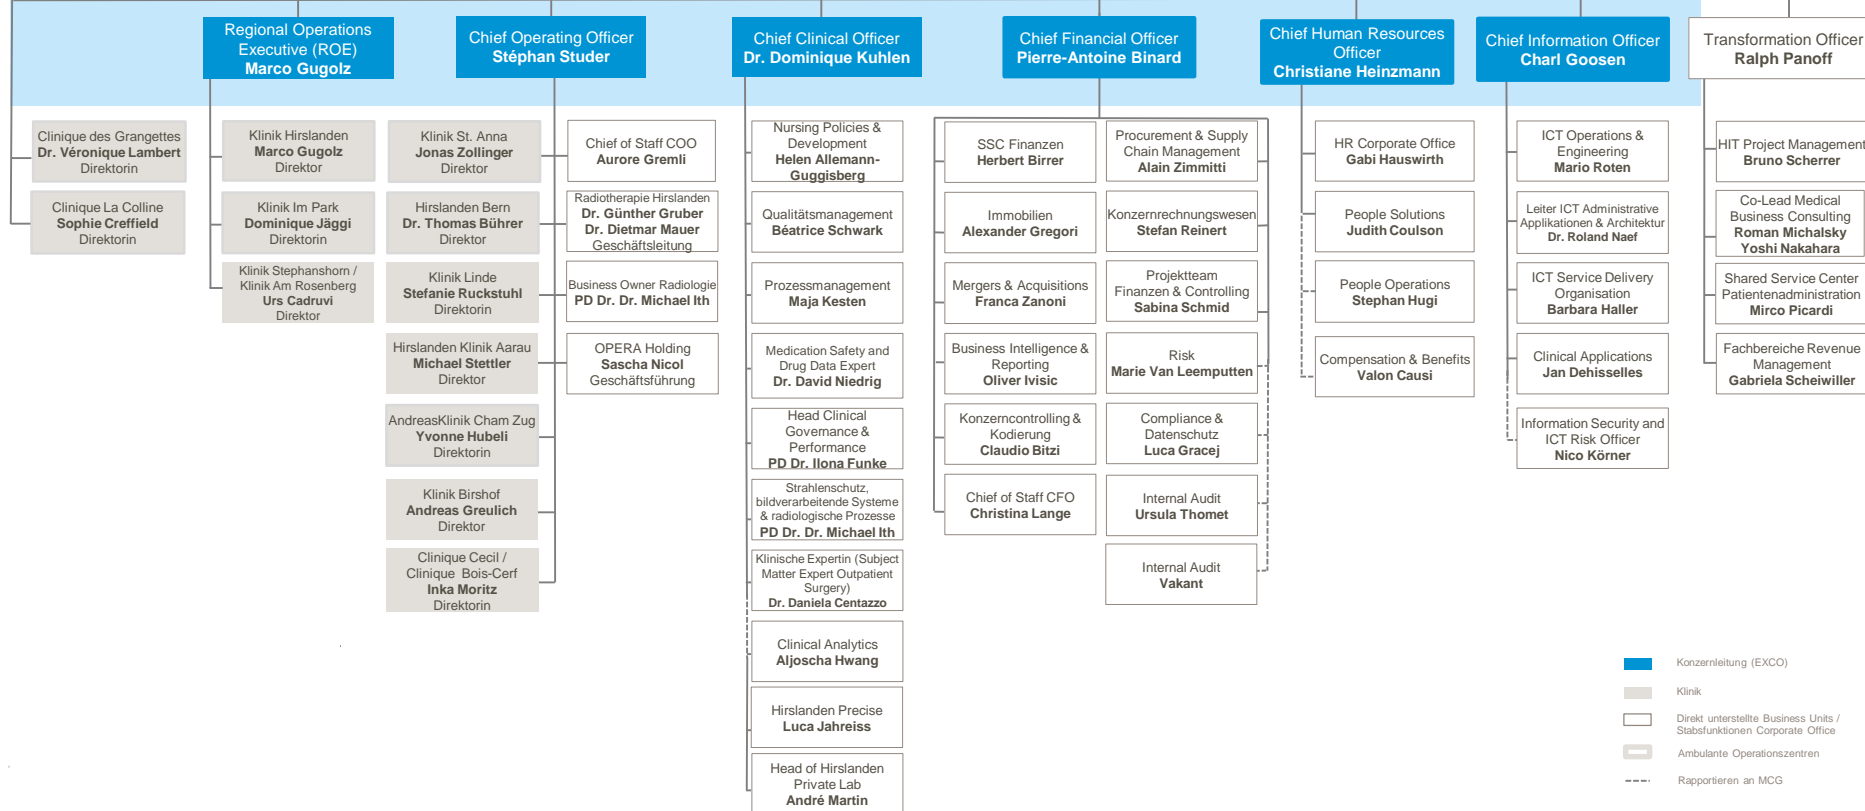 Regional Operations
Executive (ROE)
Marco Gugolz
Chief Operating Officer
Stéphan Studer
Chief Clinical Officer
Dr. Dominique Kuhlen
Chief Financial Officer
Pierre-Antoine Binard
Chief Human Resources
Officer
Christiane Heinzmann
Chief Information Officer
Charl Goosen
Transformation Officer
Ralph Panoff
Clinique des Grangettes
Dr. Véronique Lambert
Direktorin
Clinique La Colline
Sophie Creffield
Direktorin
Klinik Hirslanden
Marco Gugolz
Direktor
Klinik Im Park
Dominique Jäggi
Direktorin
Klinik Stephanshorn /
Klinik Am Rosenberg
Urs Cadruvi
Direktor
Klinik St. Anna
Jonas Zollinger
Direktor
Hirslanden Bern
Dr. Thomas Bührer
Direktor
Klinik Linde
Stefanie Ruckstuhl
Direktorin
Hirslanden Klinik Aarau
Michael Stettler
Direktor
AndreasKlinik Cham Zug
Yvonne Hubeli
Direktorin
Klinik Birshof
Andreas Greulich
Direktor
Clinique Cecil /
Clinique Bois-Cerf
Inka Moritz
Direktorin
Chief of Staff COO
Aurore Gremli
Radiotherapie Hirslanden
Dr. Günther Gruber
Dr. Dietmar Mauer
Geschäftsleitung
Business Owner Radiologie
PD Dr. Dr. Michael Ith
OPERA Holding
Sascha Nicol
Geschäftsführung
Nursing Policies &
Development
Helen Allemann-
Guggisberg
Qualitätsmanagement
Béatrice Schwark
Prozessmanagement
Maja Kesten
Medication Safety and
Drug Data Expert
Dr. David Niedrig
Head Clinical
Governance &
Performance
PD Dr. Ilona Funke
Strahlenschutz,
bildverarbeitende Systeme
& radiologische Prozesse
PD Dr. Dr. Michael Ith
Klinische Expertin (Subject
Matter Expert Outpatient
Surgery)
Dr. Daniela Centazzo
Clinical Analytics
Aljoscha Hwang
Hirslanden Precise
Luca Jahreiss
Head of Hirslanden
Private Lab
André Martin
SSC Finanzen
Herbert Birrer
Immobilien
Alexander Gregori
Mergers & Acquisitions
Franca Zanoni
Business Intelligence &
Reporting
Oliver Ivisic
Konzerncontrolling &
Kodierung
Claudio Bitzi
Chief of Staff CFO
Christina Lange
Procurement & Supply
Chain Management
Alain Zimmitti
Konzernrechnungswesen
Stefan Reinert
Projektteam
Finanzen & Controlling
Sabina Schmid
Risk
Marie Van Leemputten
Compliance &
Datenschutz
Luca Gracej
Internal Audit
Ursula Thomet
Internal Audit
Vakant
HR Corporate Office
Gabi Hauswirth
People Solutions
Judith Coulson
People Operations
Stephan Hugi
Compensation & Benefits
Valon Causi
ICT Operations &
Engineering
Mario Roten
Leiter ICT Administrative
Applikationen & Architektur
Dr. Roland Naef
ICT Service Delivery
Organisation
Barbara Haller
Clinical Applications
Jan Dehisselles
Information Security and
ICT Risk Officer
Nico Körner
HIT Project Management
Bruno Scherrer
Co-Lead Medical
Business Consulting
Roman Michalsky
Yoshi Nakahara
Shared Service Center
Patientenadministration
Mirco Picardi
Fachbereiche Revenue
Management
Gabriela Scheiwiller
Konzernleitung (EXCO)
Klinik
Direkt unterstellte Business Units /
Stabsfunktionen Corporate Office
Ambulante Operationszentren
Rapportieren an MCG